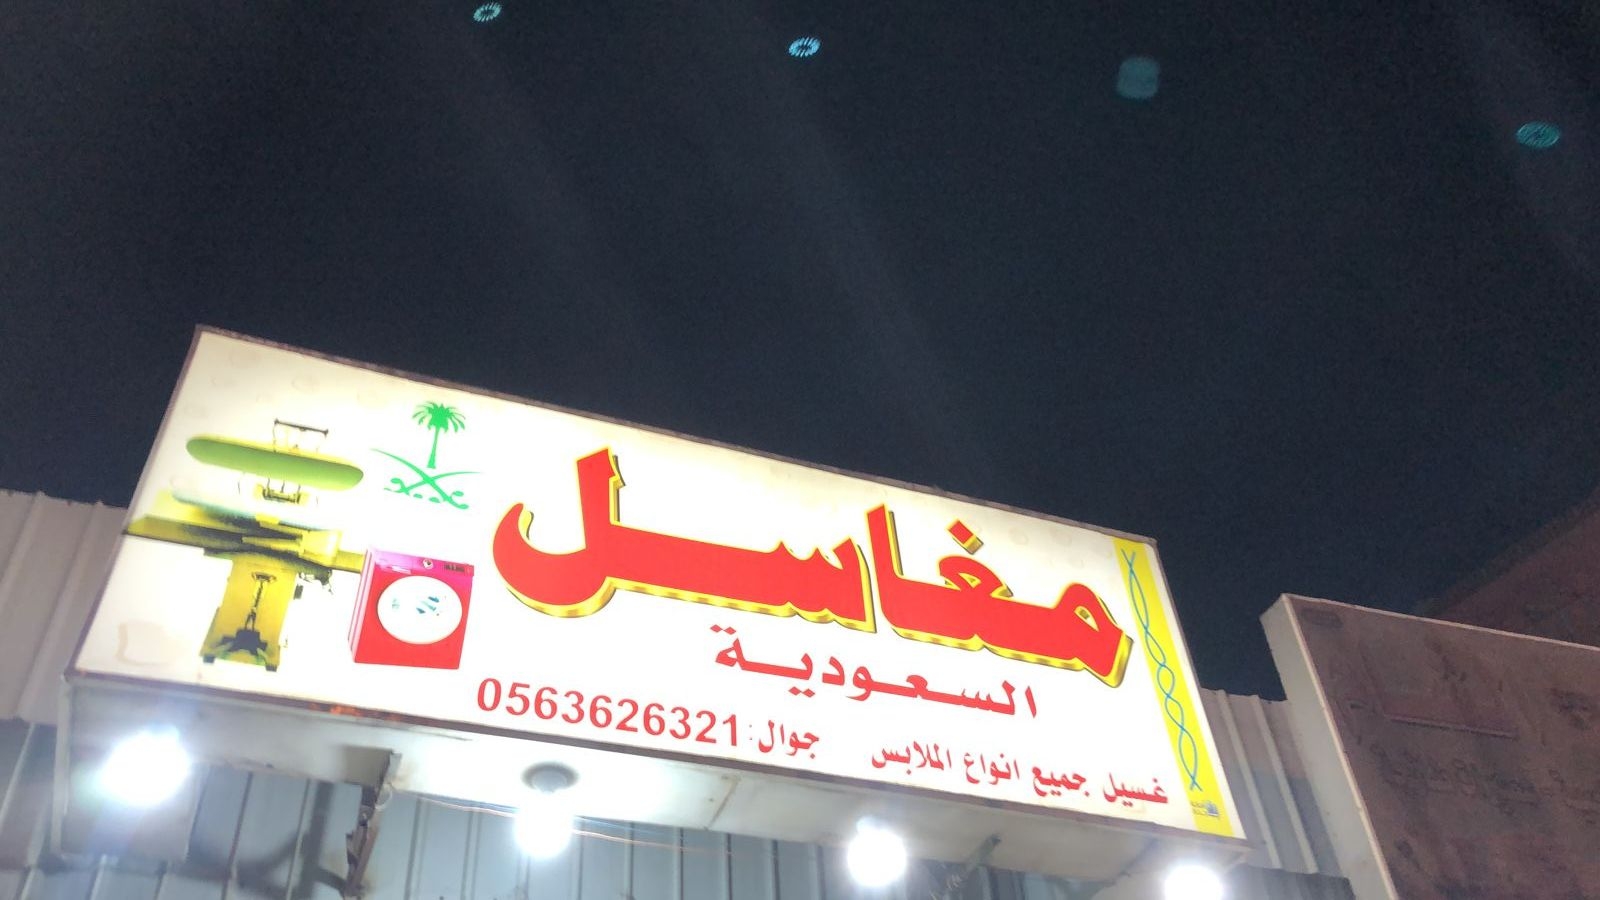 مغاسل
السعودية
غسيل جميع انواع الملابس جوال: 0563626321